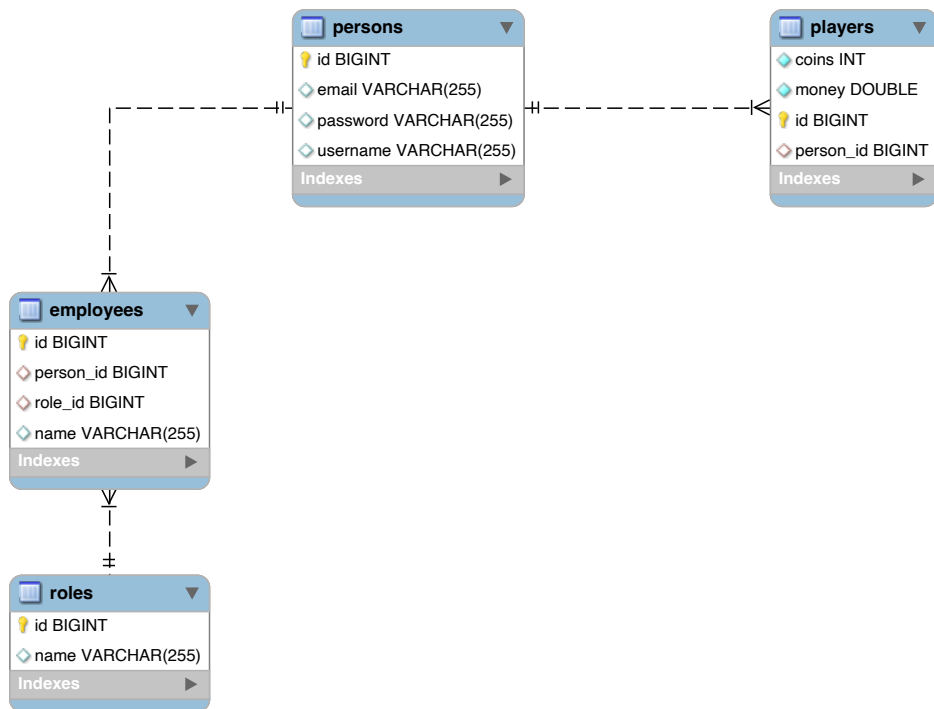 persons
id BIGINT
email VARCHAR(255)
password VARCHAR(255)
username VARCHAR(255)
Indexes
players
coins INT
money DOUBLE
id BIGINT
person_id BIGINT
Indexes
employees
id BIGINT
person_id BIGINT
role_id BIGINT
name VARCHAR(255)
Indexes
roles
id BIGINT
name VARCHAR(255)
Indexes